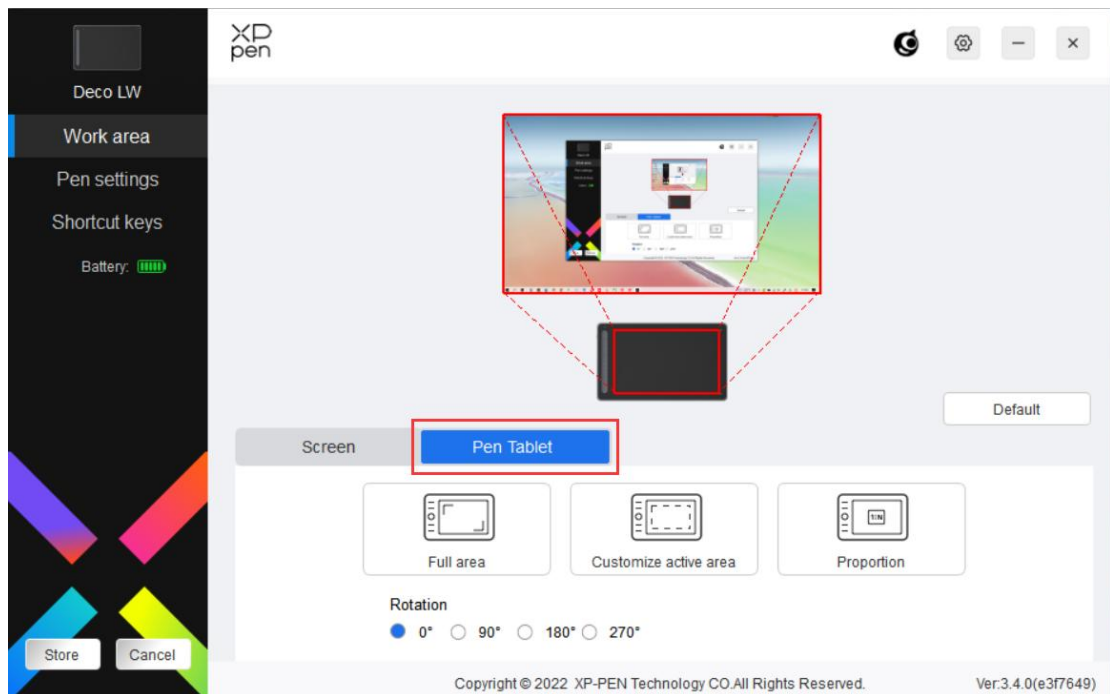 XP
pen
Deco LW
Work area
Pen settings
Shortcut keys
Battery:
Default
Screen
Pen Tablet
1:N
Full area
Customize active area
Proportion
Rotation
0° 90° 180° 270°
Store
Cancel
Copyright © 2022 XP-PEN Technology CO.All Rights Reserved.
Ver:3.4.0(e3f7649)